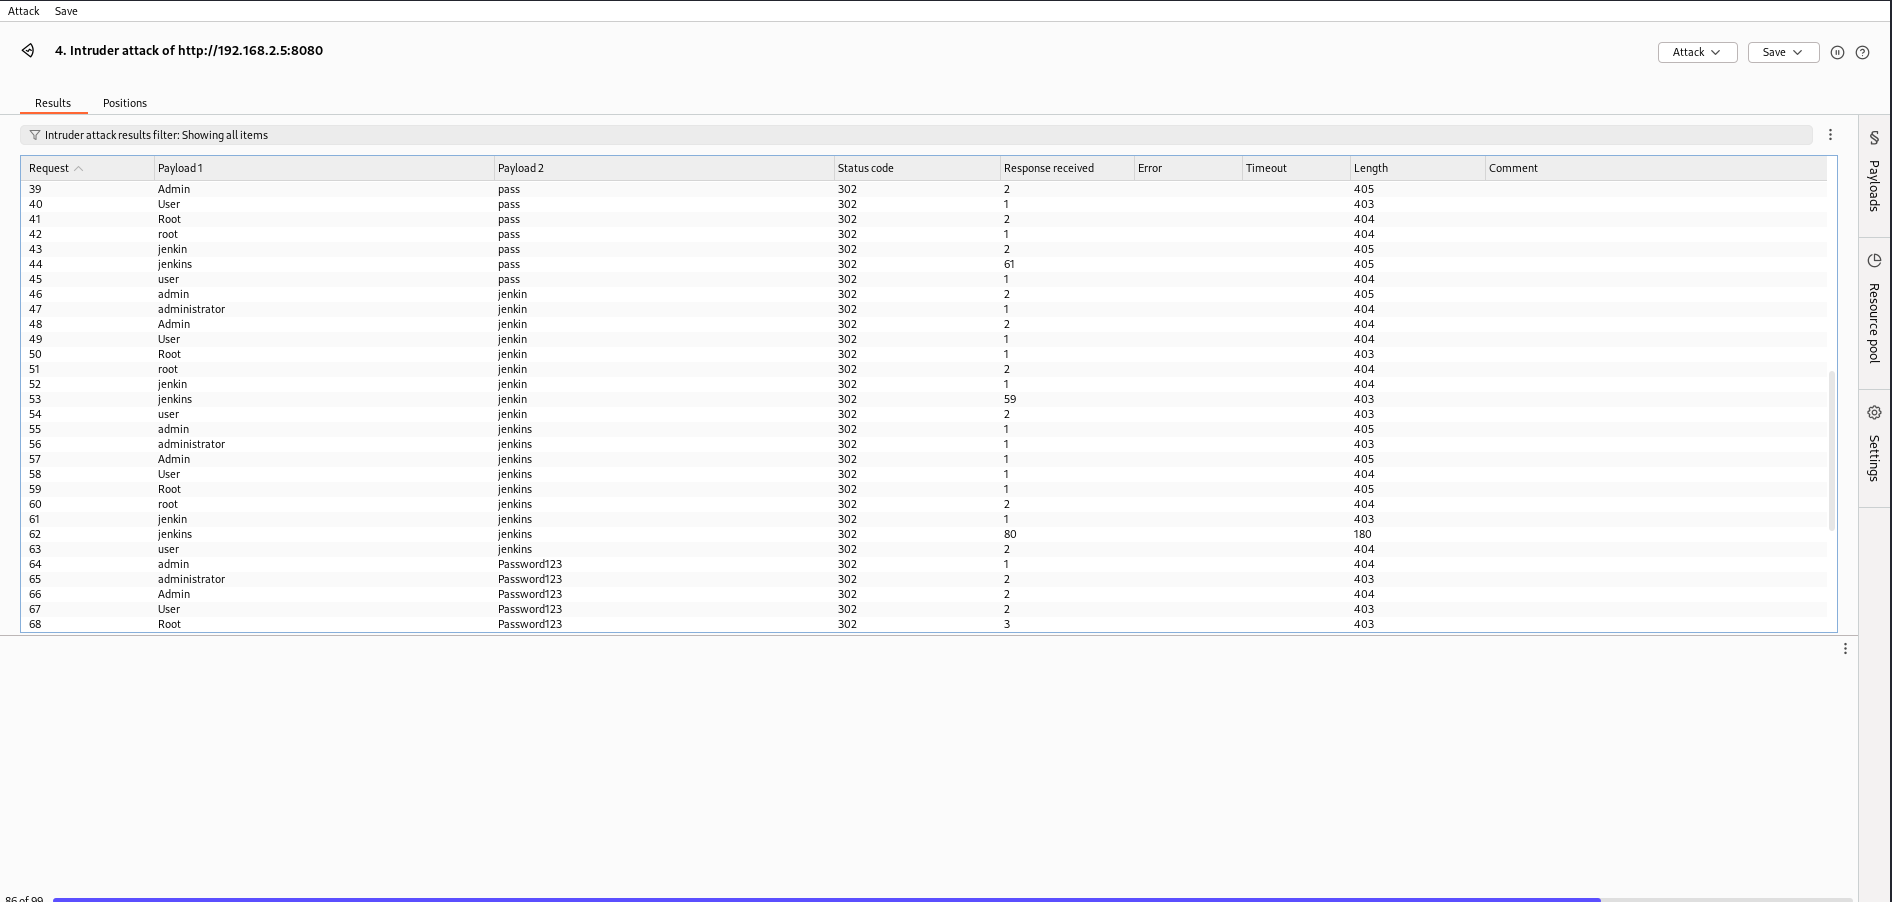 Attack Save
4. Intruder attack of http://192.168.2.5:8080
Attack Save
Results Positions
Intruder attack results filter: Showing all items
Request Payload 1 Payload 2 Status code Response received Error Timeout Length Comment
39 Admin pass 302 2 405
40 User pass 302 1 403
41 Root pass 302 2 404
42 root pass 302 1 404
43 jenkin pass 302 2 405
44 jenkins pass 302 61 405
45 user pass 302 1 404
46 admin jenkin 302 2 405
47 administrator jenkin 302 1 404
48 Admin jenkin 302 2 404
49 User jenkin 302 1 404
50 Root jenkin 302 1 403
51 root jenkin 302 2 404
52 jenkin jenkin 302 1 404
53 jenkins jenkin 302 59 403
54 user jenkin 302 2 403
55 admin jenkins 302 1 405
56 administrator jenkins 302 1 403
57 Admin jenkins 302 1 405
58 User jenkins 302 1 404
59 Root jenkins 302 1 405
60 root jenkins 302 2 404
61 jenkin jenkins 302 1 403
62 jenkins jenkins 302 80 180
63 user jenkins 302 2 404
64 admin Password123 302 1 404
65 administrator Password123 302 2 403
66 Admin Password123 302 2 404
67 User Password123 302 2 403
68 Root Password123 302 3 403
Payloads
Resource pool
Settings
86 of 99